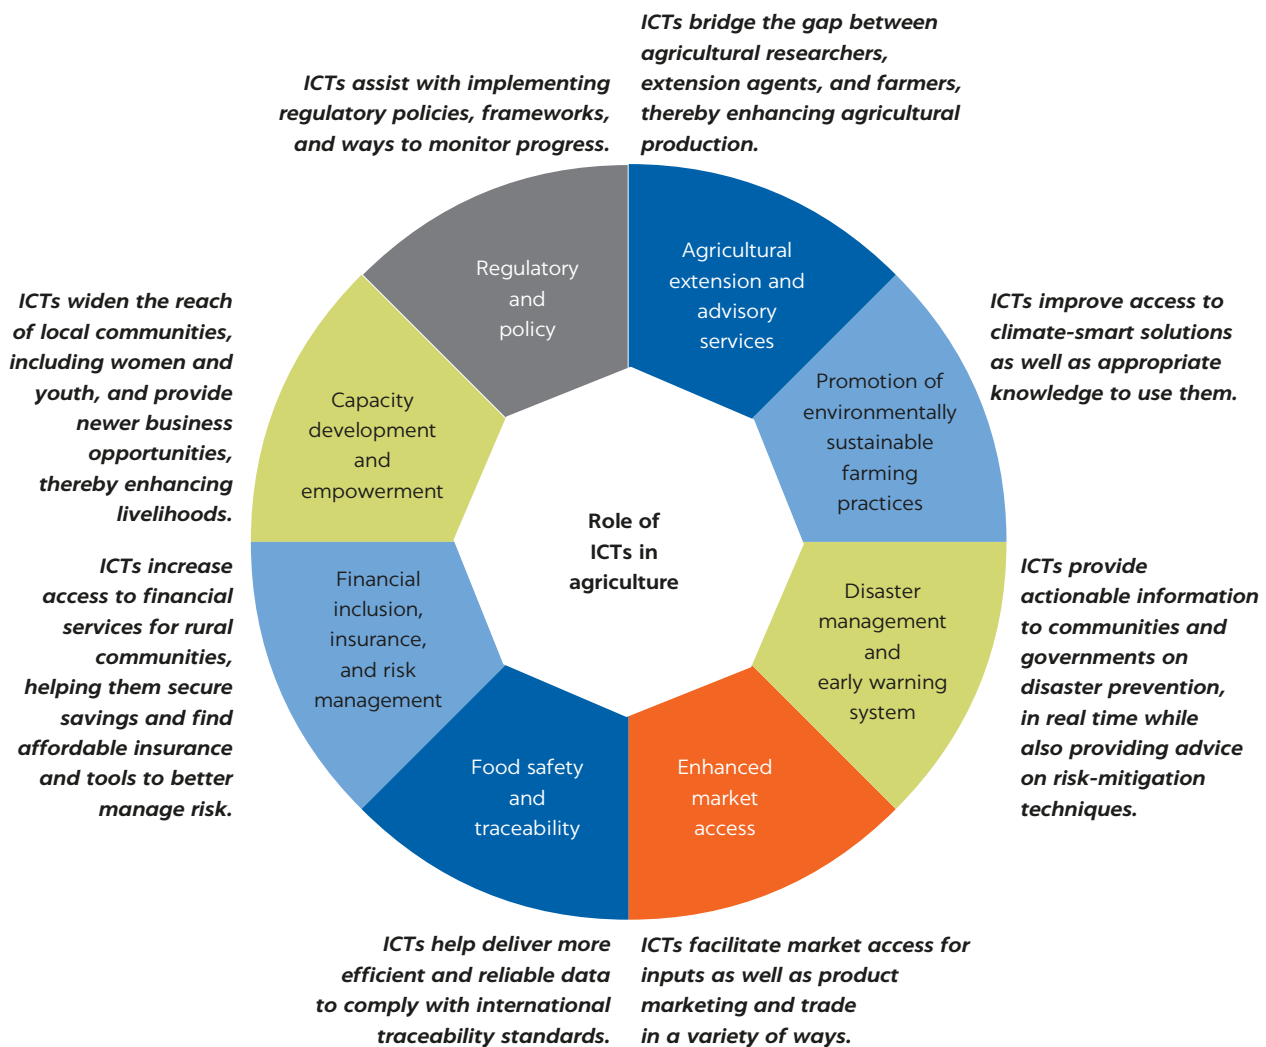 ICTs assist with implementing
regulatory policies, frameworks,
and ways to monitor progress.
ICTs bridge the gap between
agricultural researchers,
extension agents, and farmers,
thereby enhancing agricultural
production.
Regulatory
and
policy
Agricultural
extension and
advisory
services
ICTs widen the reach
of local communities,
including women and
youth, and provide
newer business
opportunities,
thereby enhancing
livelihoods.
Capacity
development
and
empowerment
Promotion of
environmentally
sustainable
farming
practices
ICTs improve access to
climate-smart solutions
as well as appropriate
knowledge to use them.
Role of
ICTs in
agriculture
ICTs increase
access to financial
services for rural
communities,
helping them secure
savings and find
affordable insurance
and tools to better
manage risk.
Financial
inclusion,
insurance,
and risk
management
Disaster
management
and
early warning
system
ICTs provide
actionable information
to communities and
governments on
disaster prevention,
in real time while
also providing advice
on risk-mitigation
techniques.
Food safety
and
traceability
Enhanced
market
access
ICTs help deliver more
efficient and reliable data
to comply with international
traceability standards.
ICTs facilitate market access for
inputs as well as product
marketing and trade
in a variety of ways.